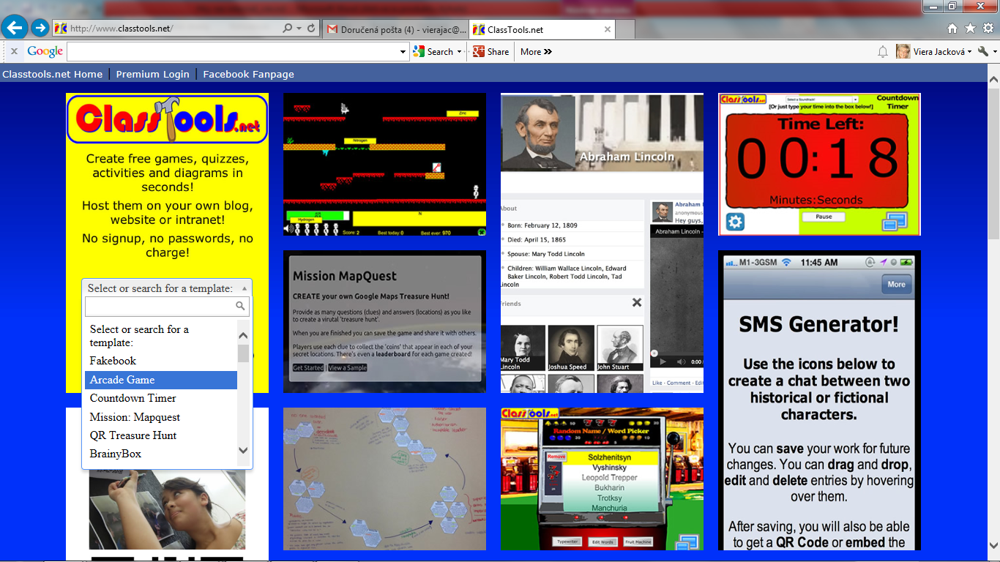 http://www.classtools.net/
Doručená pošta (4) - vierajac@...
ClassTools.net
Google
Search
Share
More »
Viera Jacková
Classtools.net Home | Premium Login | Facebook Fanpage
ClassTools.net
Create free games, quizzes,
activities and diagrams in
seconds!
Host them on your own blog,
website or intranet!
No signup, no passwords, no
charge!
Select or search for a template:
Select or search for a
template:
Fakebook
Arcade Game
Countdown Timer
Mission: Mapquest
QR Treasure Hunt
BrainyBox
Zinc
Nitrogen
Hydrogen
N
Score: 2
Best today: 0
Best ever: 970
Mission MapQuest
CREATE your own Google Maps Treasure Hunt!
Provide as many questions (clues) and answers (locations) as you like
to create a virutal 'treasure hunt'.
When you are finished you can save the game and share it with others.
Players use each clue to collect the 'coins' that appear in each of your
secret locations. There's even a leaderboard for each game created!
Get Started | View a Sample
Abraham Lincoln
About
Born: February 12, 1809
Died: April 15, 1865
Spouse: Mary Todd Lincoln
Children: William Wallace Lincoln, Edward
Baker Lincoln, Robert Todd Lincoln, Tad
Lincoln
Friends
Mary Todd
Lincoln
Joshua Speed
John Stuart
Abraham
anonymous
Hey guys,
Abraham Lincoln -
0:00
Like · Comment · Edit
ClassTools.net
Random Name / Word Picker
Remove
Solzhenitsyn
Vyshinsky
Leopold Trepper
Bukharin
Trotksy
Manchuria
Typewriter
Edit Words
Fruit Machine
ClassTools.net
Select a Soundtrack!
Countdown
Timer
[Or just type your time into the box below!]
Time Left:
00:18
Minutes:Seconds
Pause
M1-3GSM
11:45 AM
More
SMS Generator!
Use the icons below to
create a chat between two
historical or fictional
characters.
You can save your work for future
changes. You can drag and drop,
edit and delete entries by hovering
over them.
After saving, you will also be able
to get a QR Code or embed the